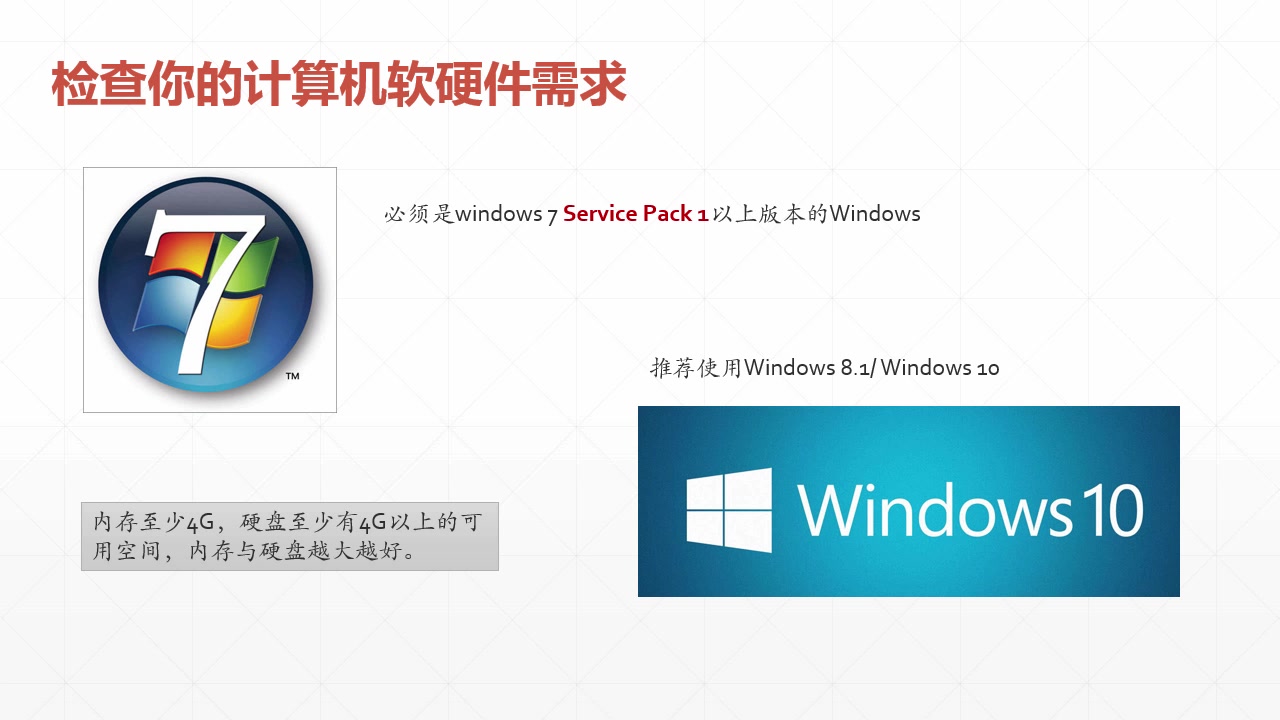 检查你的计算机软硬件需求
必须是windows 7 Service Pack 1以上版本的Windows
7
TM
推荐使用Windows 8.1/ Windows 10
Windows 10
内存至少4G，硬盘至少有4G以上的可
用空间，内存与硬盘越大越好。